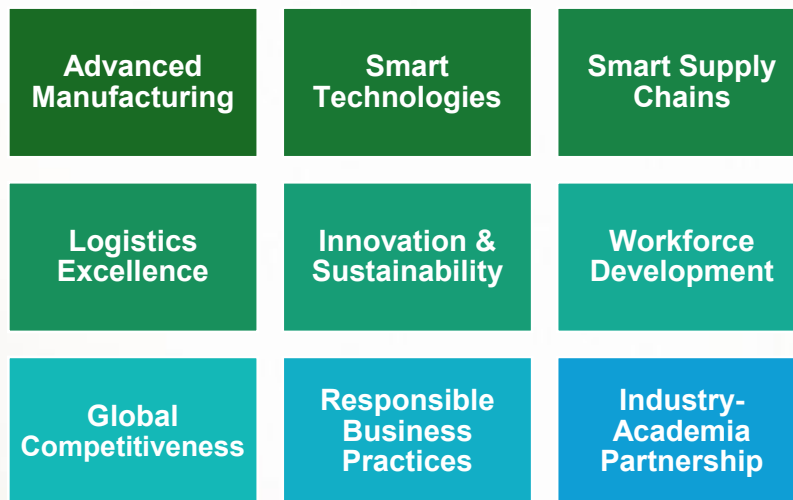 Advanced
Manufacturing
Smart
Technologies
Smart Supply
Chains
Logistics
Excellence
Innovation &
Sustainability
Workforce
Development
Global
Competitiveness
Responsible
Business
Practices
Industry-
Academia
Partnership